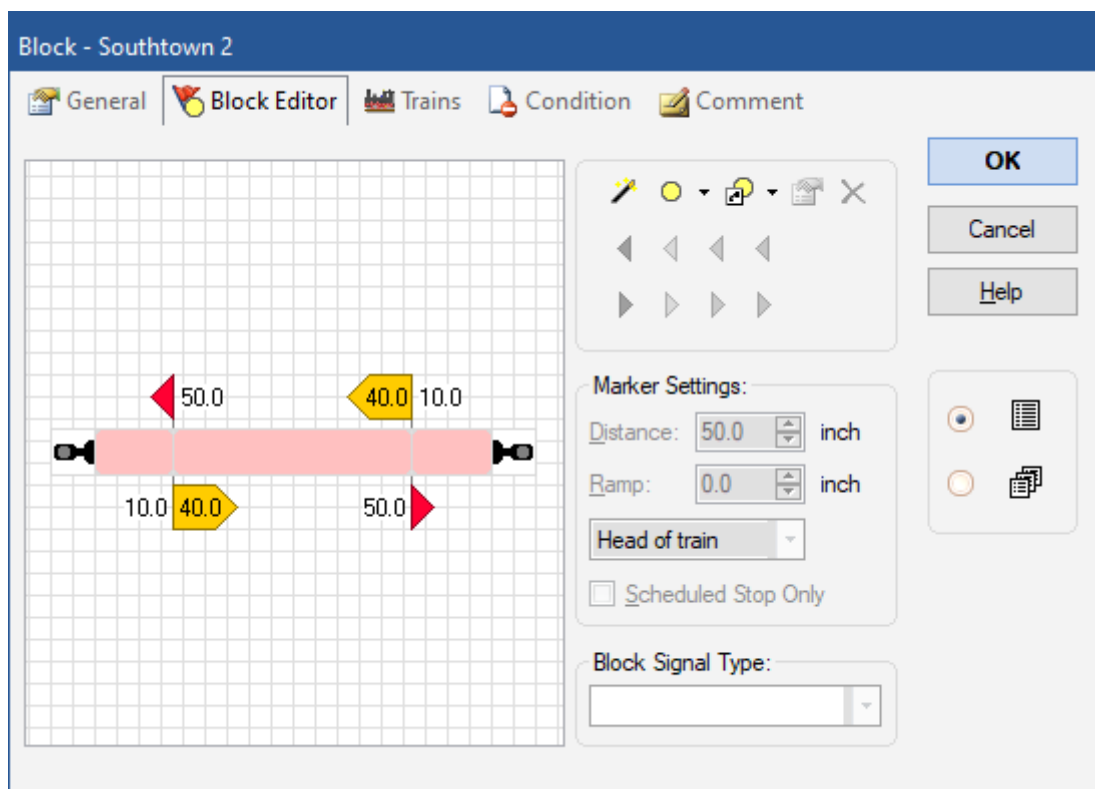 Block - Southtown 2
General Block Editor Trains Condition Comment
OK
Cancel
Help
50.0 40.0 10.0
10.0 40.0 50.0
Marker Settings:
Distance: 50.0 inch
Ramp: 0.0 inch
Head of train
Scheduled Stop Only
Block Signal Type: